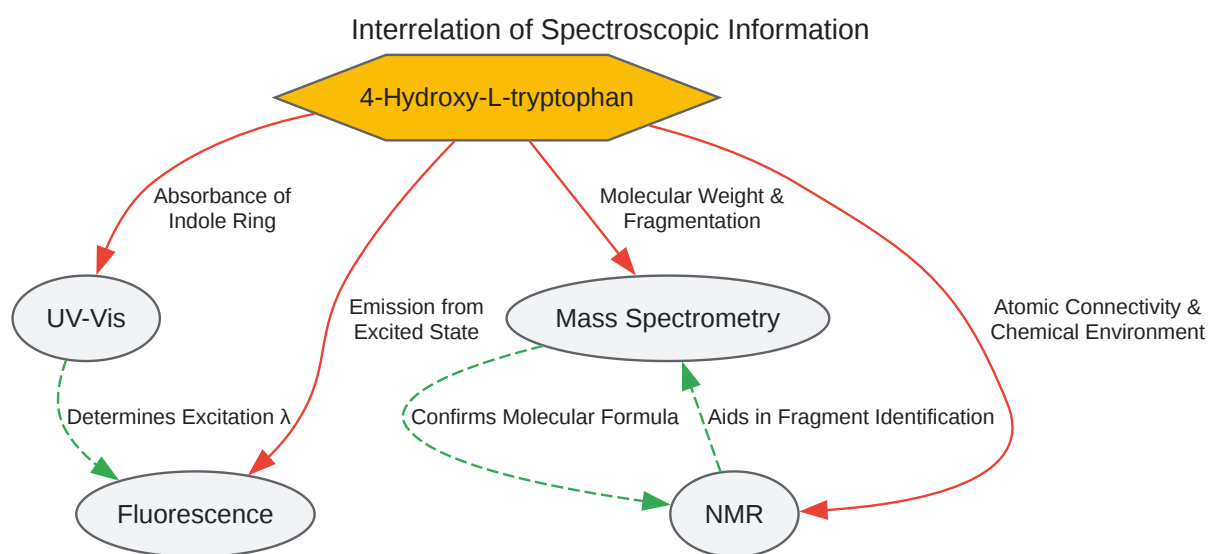 Interrelation of Spectroscopic Information
4-Hydroxy-L-tryptophan
Absorbance of
Indole Ring
Molecular Weight &
Fragmentation
UV-Vis
Emission from
Excited State
Mass Spectrometry
Atomic Connectivity &
Chemical Environment
Determines Excitation λ
Confirms Molecular Formula
Aids in Fragment Identification
Fluorescence
NMR